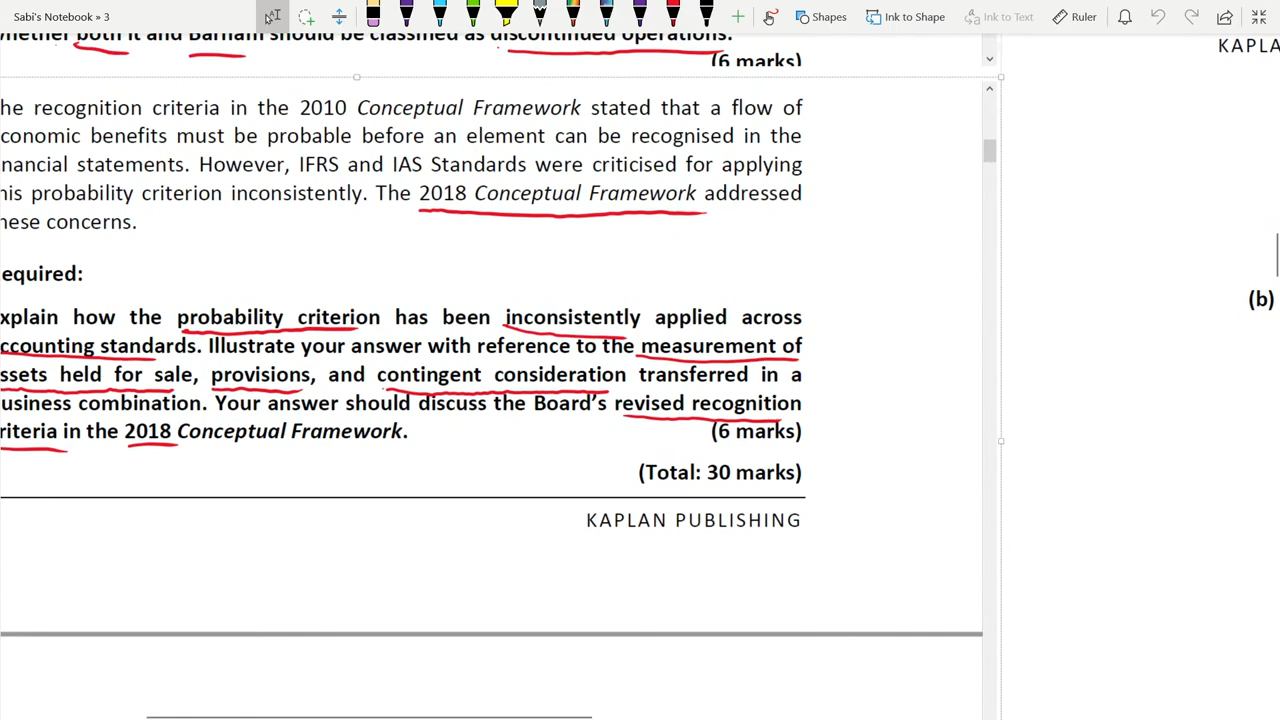 Sabi's Notebook » 3
Shapes
Ink to Shape
Ink to Text
Ruler
both it and Barham should be classified as discontinued operations.
(6 marks)
KAPLA
he recognition criteria in the 2010 Conceptual Framework stated that a flow of
conomic benefits must be probable before an element can be recognised in the
nancial statements. However, IFRS and IAS Standards were criticised for applying
his probability criterion inconsistently. The 2018 Conceptual Framework addressed
hese concerns.
equired:
xplain how the probability criterion has been inconsistently applied across
ccounting standards. Illustrate your answer with reference to the measurement of
ssets held for sale, provisions, and contingent consideration transferred in a
usiness combination. Your answer should discuss the Board's revised recognition
riteria in the 2018 Conceptual Framework.
(6 marks)
(Total: 30 marks)
KAPLAN PUBLISHING
(b)